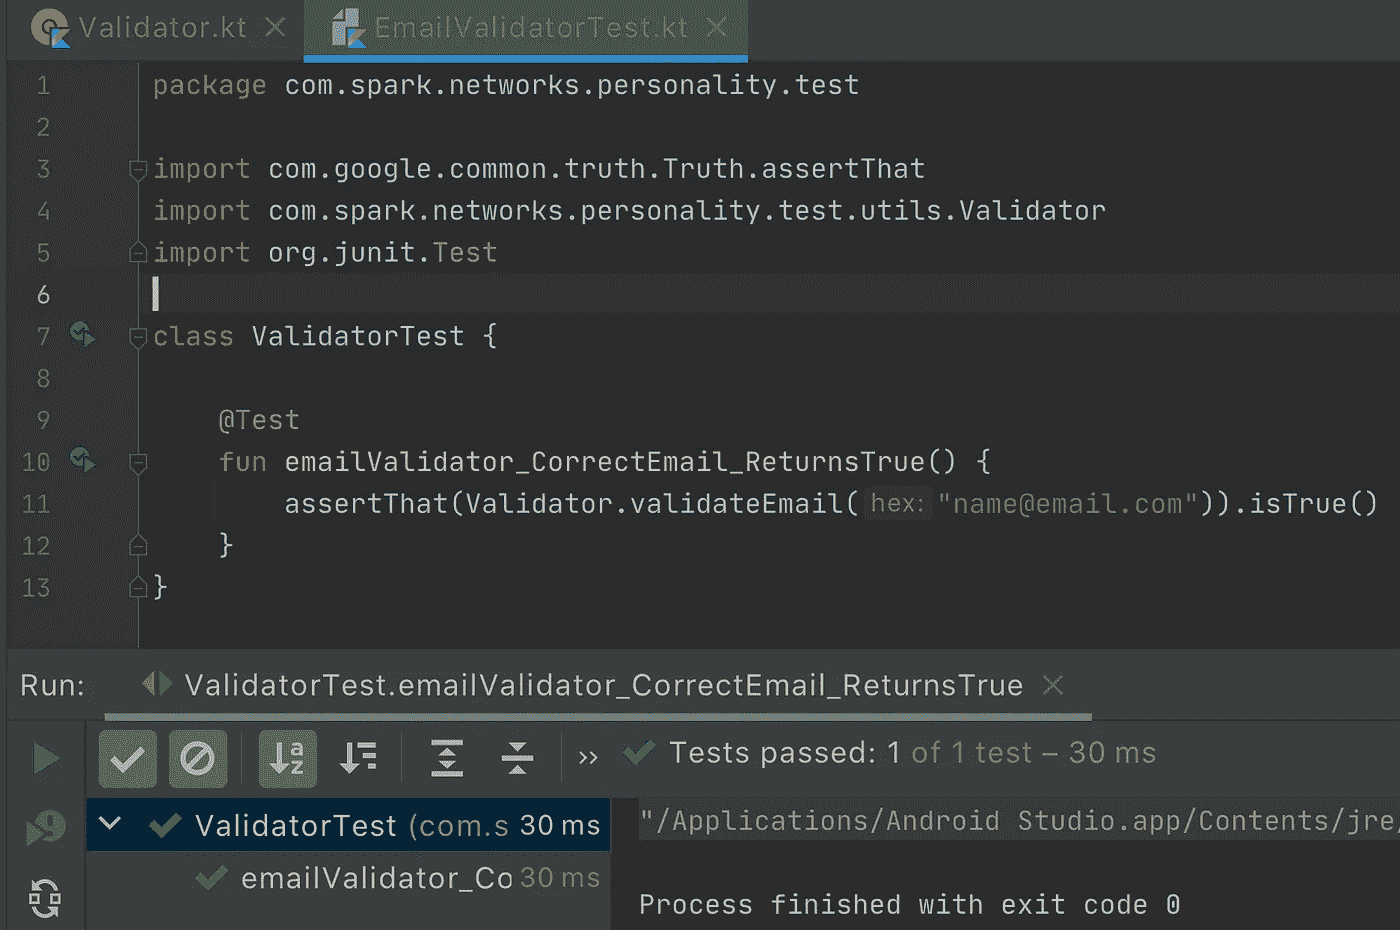 Validator.kt EmailValidatorTest.kt
1 package com.spark.networks.personality.test
2
3 import com.google.common.truth.Truth.assertThat
4 import com.spark.networks.personality.test.utils.Validator
5 import org.junit.Test
6
7 class ValidatorTest {
8
9 @Test
10 fun emailValidator_CorrectEmail_ReturnsTrue() {
11 assertThat(Validator.validateEmail( hex: "name@email.com")).isTrue()
12 }
13 }
Run: ValidatorTest.emailValidator_CorrectEmail_ReturnsTrue
Tests passed: 1 of 1 test – 30 ms
ValidatorTest (com.s 30 ms
"/Applications/Android Studio.app/Contents/jre/
emailValidator_Co 30 ms
Process finished with exit code 0